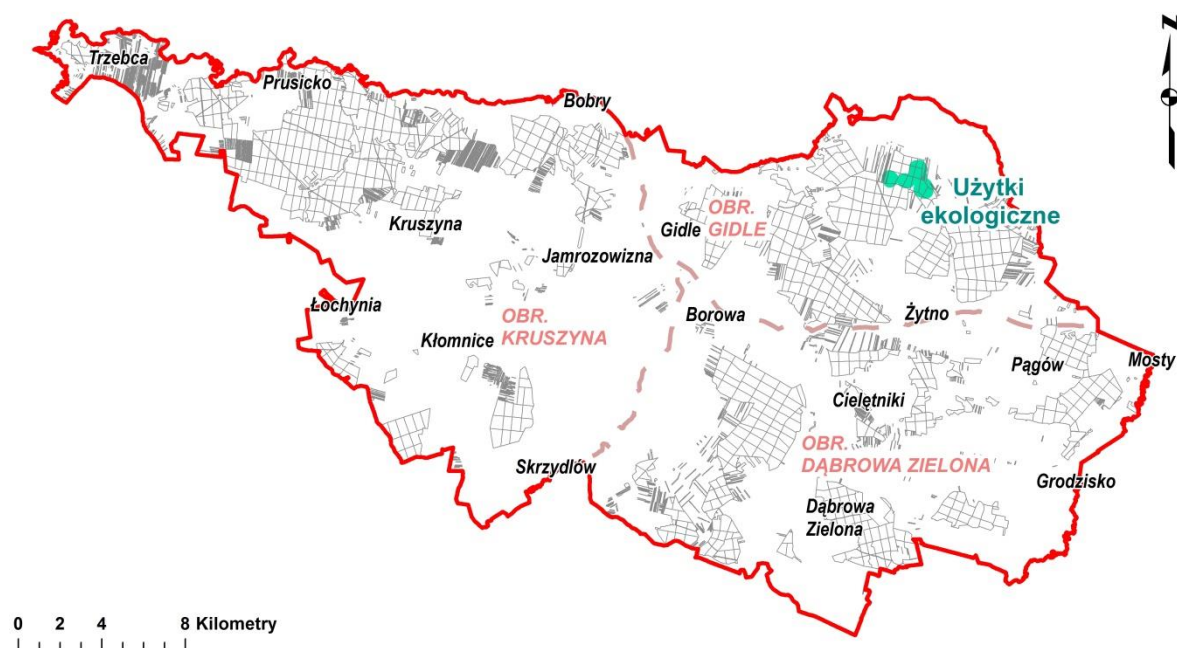 N
Trzebca
Prusicko
Bobry
Użytki
ekologiczne
OBR.
GIDLE
Gidle
Kruszyna
Jamrozowizna
Łochynia
OBR.
KRUSZYNA
Borowa
Żytno
Kłomnice
Pągów
Mosty
Cielętniki
OBR.
DĄBROWA ZIELONA
Skrzydlów
Grodzisko
Dąbrowa
Zielona
0 2 4 8 Kilometry